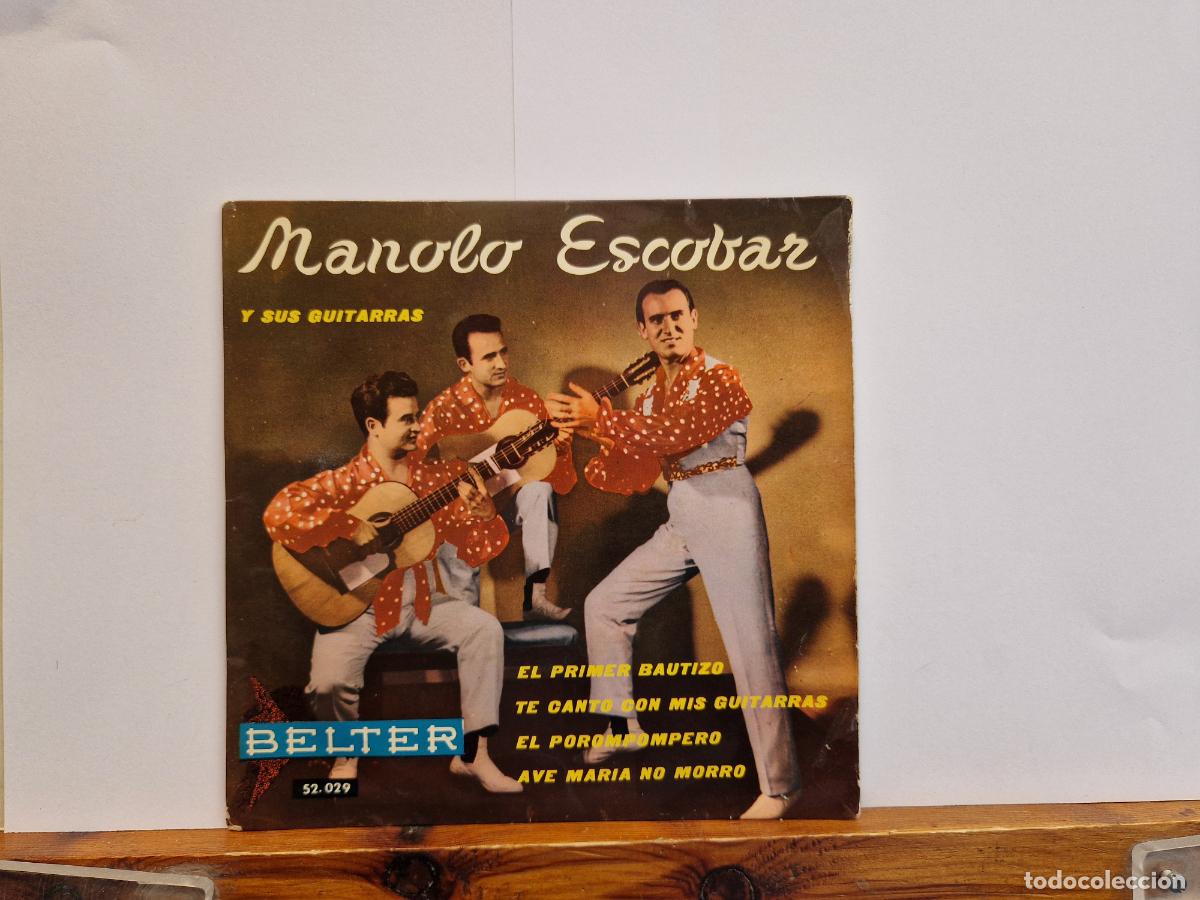 Manolo Escobar
Y SUS GUITARRAS
EL PRIMER BAUTIZO
TE CANTO CON MIS GUITARRAS
EL POROMPOMPERO
AVE MARIA NO MORRO
BELTER
52.029
todocolección